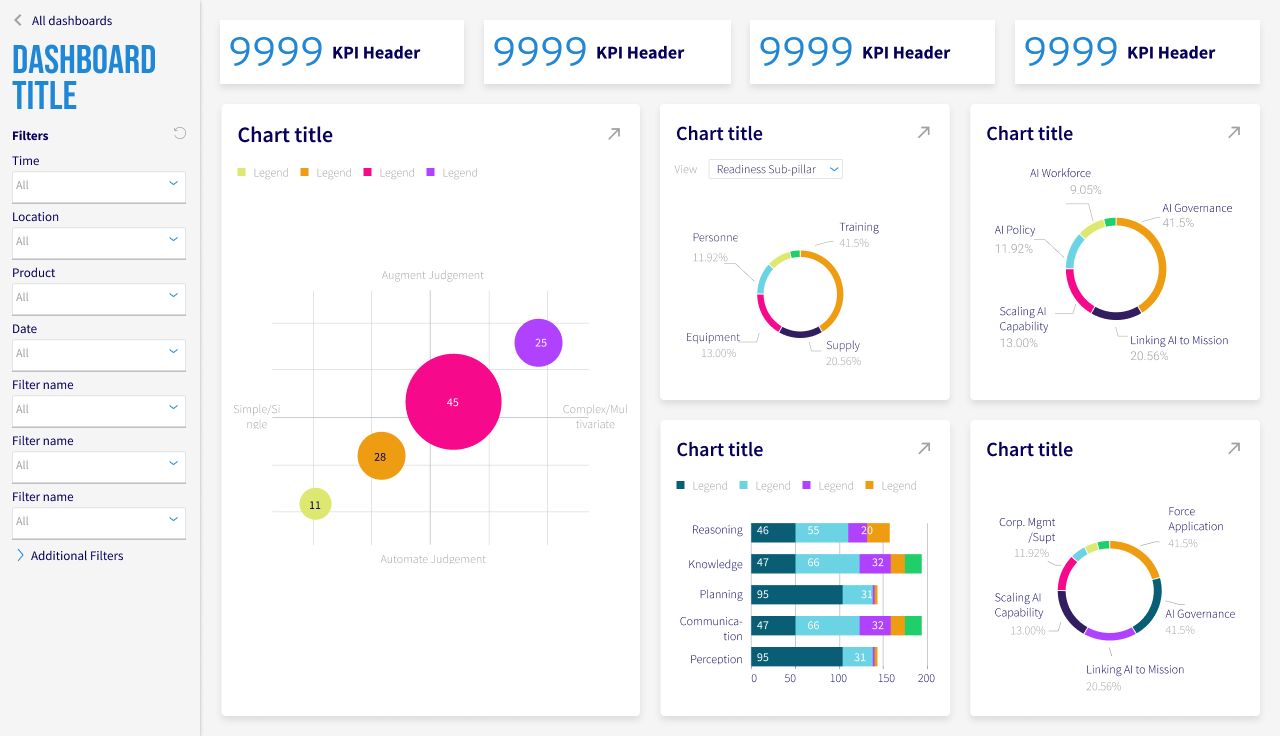 All dashboards
DASHBOARD
TITLE
Filters
Time
All
Location
All
Product
All
Date
All
Filter name
All
Filter name
All
Filter name
All
Additional Filters
9999 KPI Header
9999 KPI Header
9999 KPI Header
9999 KPI Header
Chart title
Legend Legend Legend Legend
Augment Judgement
25
45
Simple/Si
ngle
Complex/Mul
tivariate
28
11
Automate Judgement
Chart title
View Readiness Sub-pillar
Training
41.5%
Personne
11.92%
Equipment
13.00%
Supply
20.56%
Chart title
AI Workforce
9.05%
AI Governance
41.5%
AI Policy
11.92%
Scaling AI
Capability
13.00%
Linking AI to Mission
20.56%
Chart title
Legend Legend Legend Legend
Reasoning 46 55 20
Knowledge 47 66 32
Planning 95 31
Communica-
tion
47 66 32
Perception 95 31
0 50 100 150 200
Chart title
Force
Application
41.5%
Corp. Mgmt
/Supt
11.92%
Scaling AI
Capability
13.00%
AI Governance
41.5%
Linking AI to Mission
20.56%